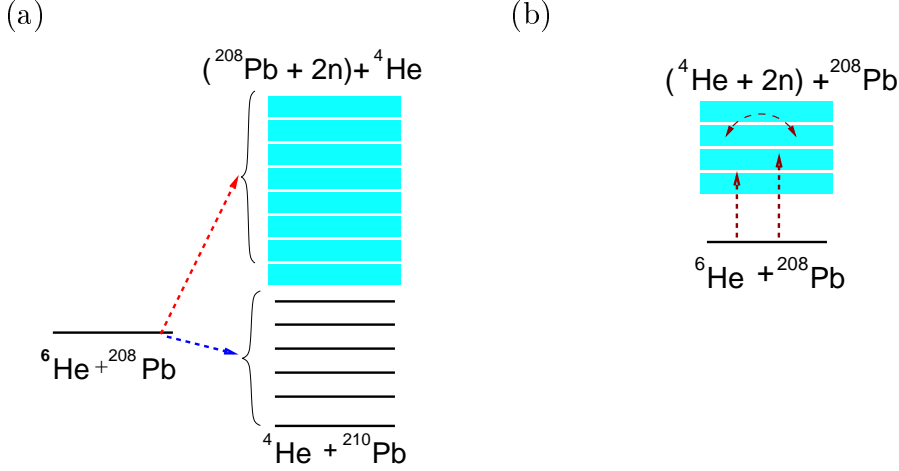 (a)
(²⁰⁸Pb + 2n)+ ⁴He
⁶He +²⁰⁸Pb
⁴He + ²¹⁰Pb
(b)
(⁴He + 2n) +²⁰⁸Pb
⁶He +²⁰⁸Pb